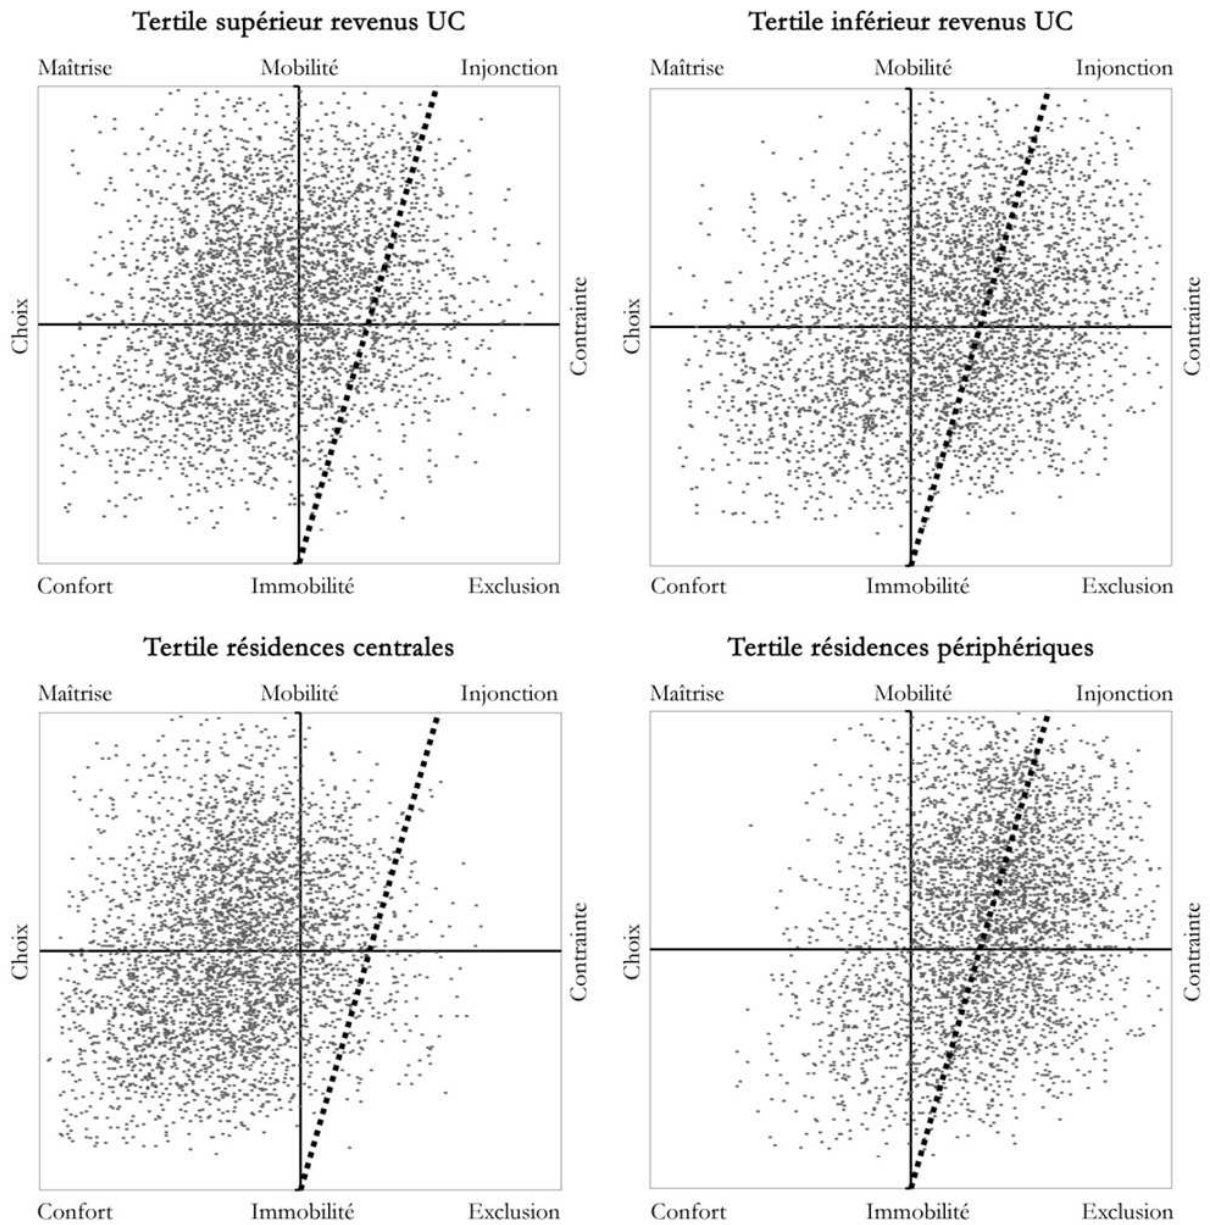 Tertile supérieur revenus UC
Tertile inférieur revenus UC
Maîtrise Mobilité Injonction
Maîtrise Mobilité Injonction
Choix
Contrainte
Choix
Contrainte
Confort Immobilité Exclusion
Confort Immobilité Exclusion
Tertile résidences centrales
Tertile résidences périphériques
Maîtrise Mobilité Injonction
Maîtrise Mobilité Injonction
Choix
Contrainte
Choix
Contrainte
Confort Immobilité Exclusion
Confort Immobilité Exclusion